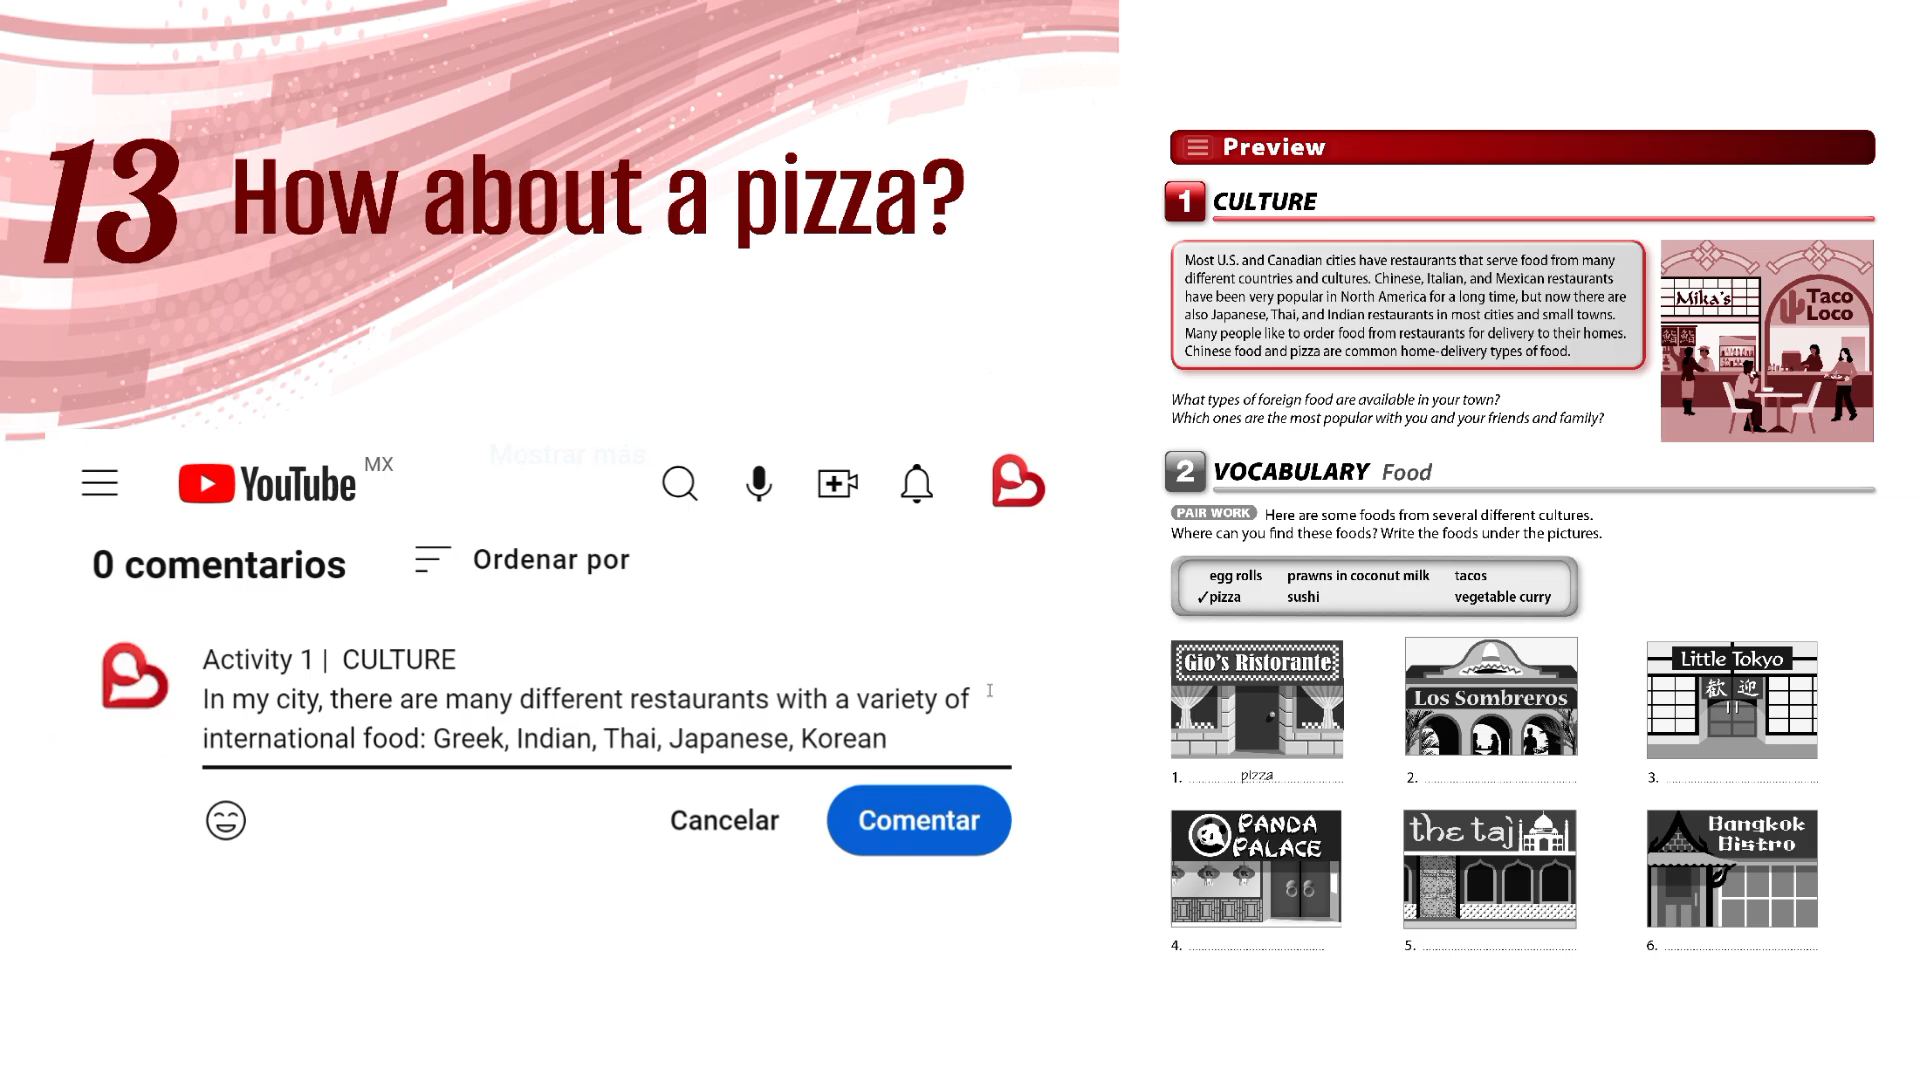 13 How about a pizza?
Mostrar más
YouTube MX
0 comentarios
Ordenar por
Activity 1 | CULTURE
In my city, there are many different restaurants with a variety of
international food: Greek, Indian, Thai, Japanese, Korean
Cancelar
Comentar
Preview
1 CULTURE
Most U.S. and Canadian cities have restaurants that serve food from many
different countries and cultures. Chinese, Italian, and Mexican restaurants
have been very popular in North America for a long time, but now there are
also Japanese, Thai, and Indian restaurants in most cities and small towns.
Many people like to order food from restaurants for delivery to their homes.
Chinese food and pizza are common home-delivery types of food.
Mika's
Taco
Loco
What types of foreign food are available in your town?
Which ones are the most popular with you and your friends and family?
2 VOCABULARY Food
PAIR WORK Here are some foods from several different cultures.
Where can you find these foods? Write the foods under the pictures.
egg rolls prawns in coconut milk tacos
✓pizza sushi vegetable curry
Gio's Ristorante
Los Sombreros
Little Tokyo
歓迎
1. pizza
2.
3.
PANDA
PALACE
the taj
Bangkok
Bistro
4.
5.
6.